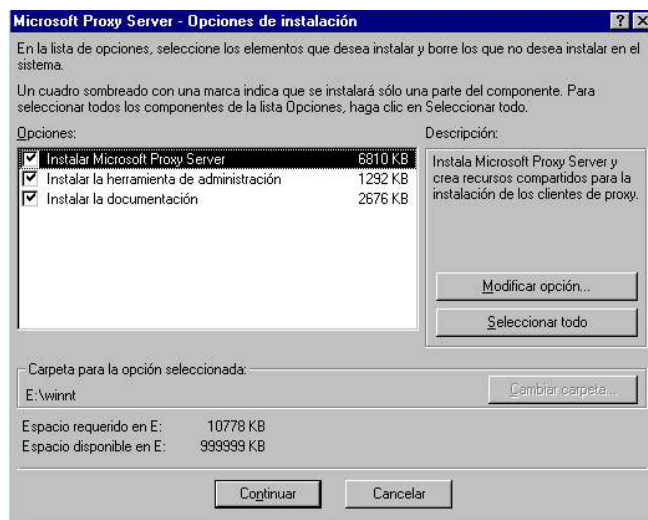 Microsoft Proxy Server - Opciones de instalación
En la lista de opciones, seleccione los elementos que desea instalar y borre los que no desea instalar en el
sistema.
Un cuadro sombreado con una marca indica que se instalará sólo una parte del componente. Para
seleccionar todos los componentes de la lista Opciones, haga clic en Seleccionar todo.
Opciones:
Descripción:
Instalar Microsoft Proxy Server 6810 KB
Instalar la herramienta de administración 1292 KB
Instalar la documentación 2676 KB
Instala Microsoft Proxy Server y
crea recursos compartidos para la
instalación de los clientes de proxy.
Modificar opción...
Seleccionar todo
Carpeta para la opción seleccionada:
E:\winnt
Cambiar carpeta...
Espacio requerido en E: 10778 KB
Espacio disponible en E: 999999 KB
Continuar
Cancelar